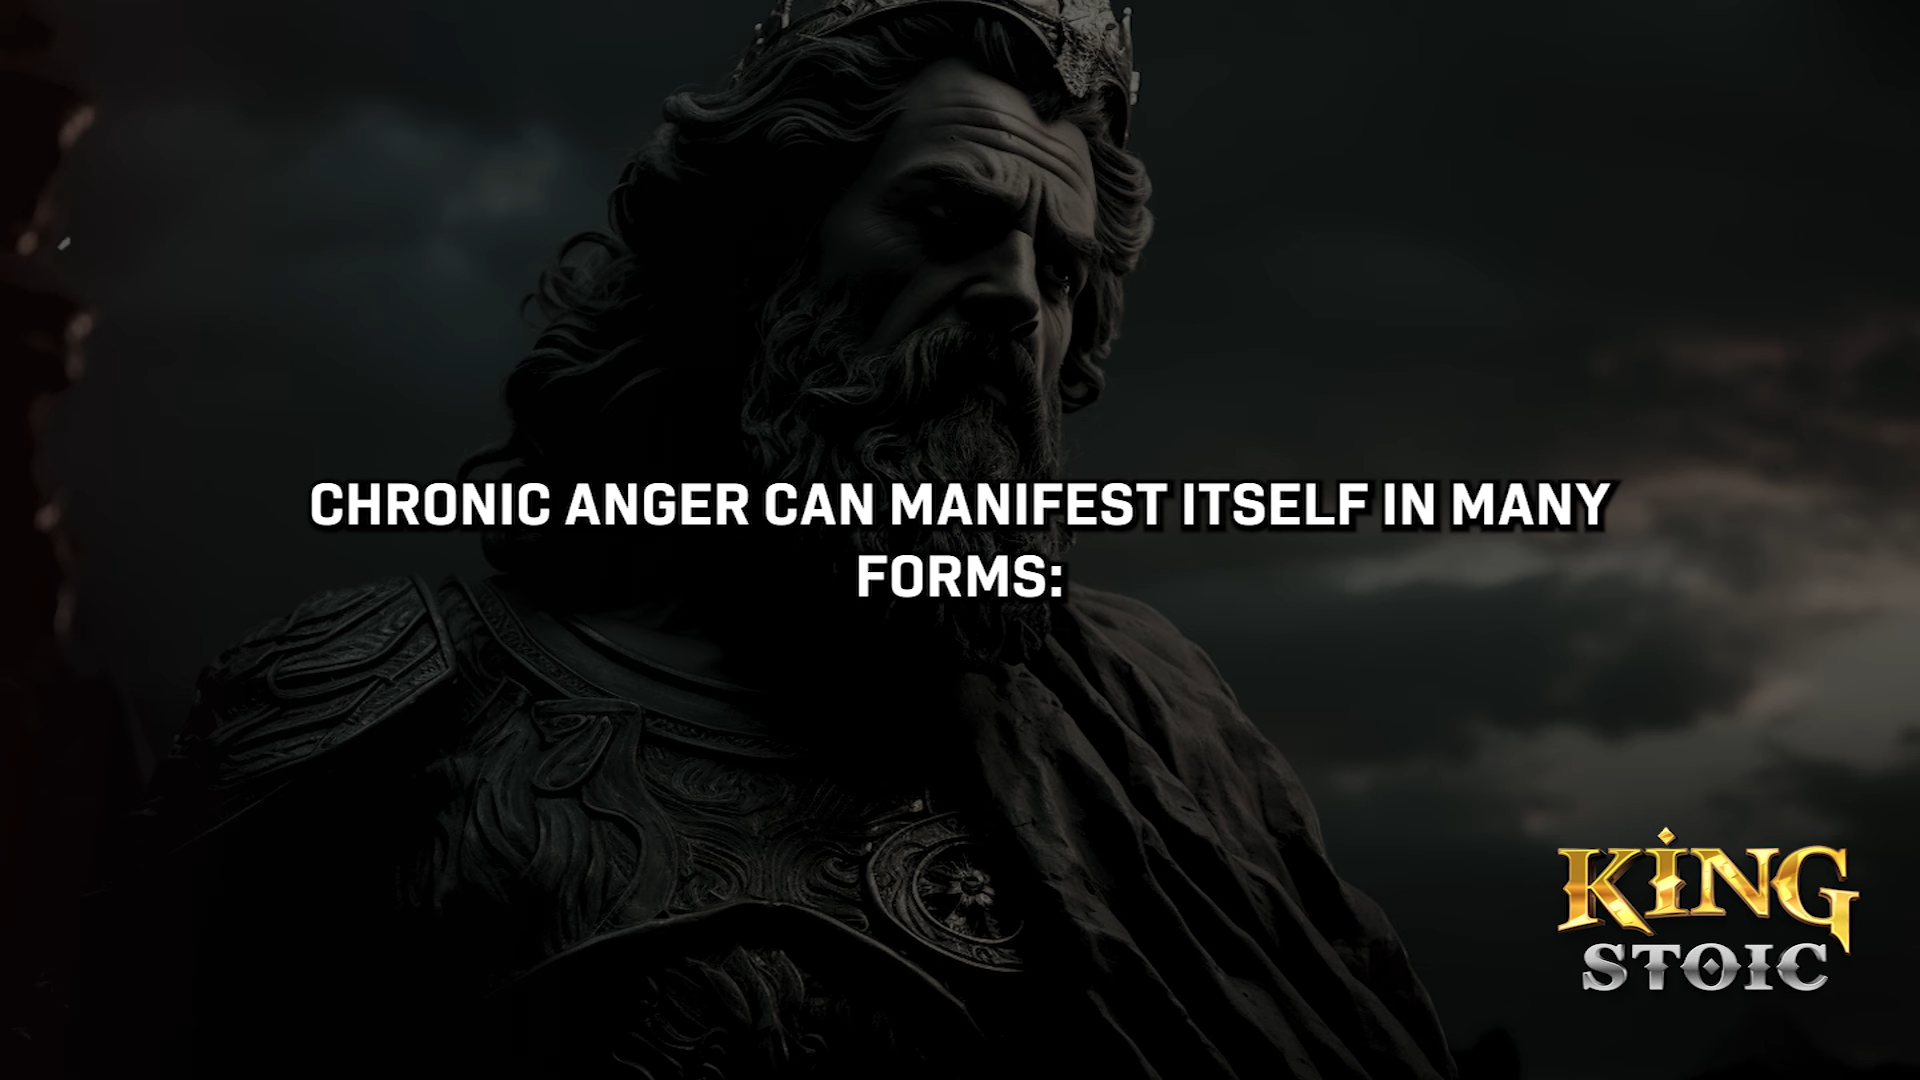 CHRONIC ANGER CAN MANIFEST ITSELF IN MANY
FORMS:
KING
STOIC